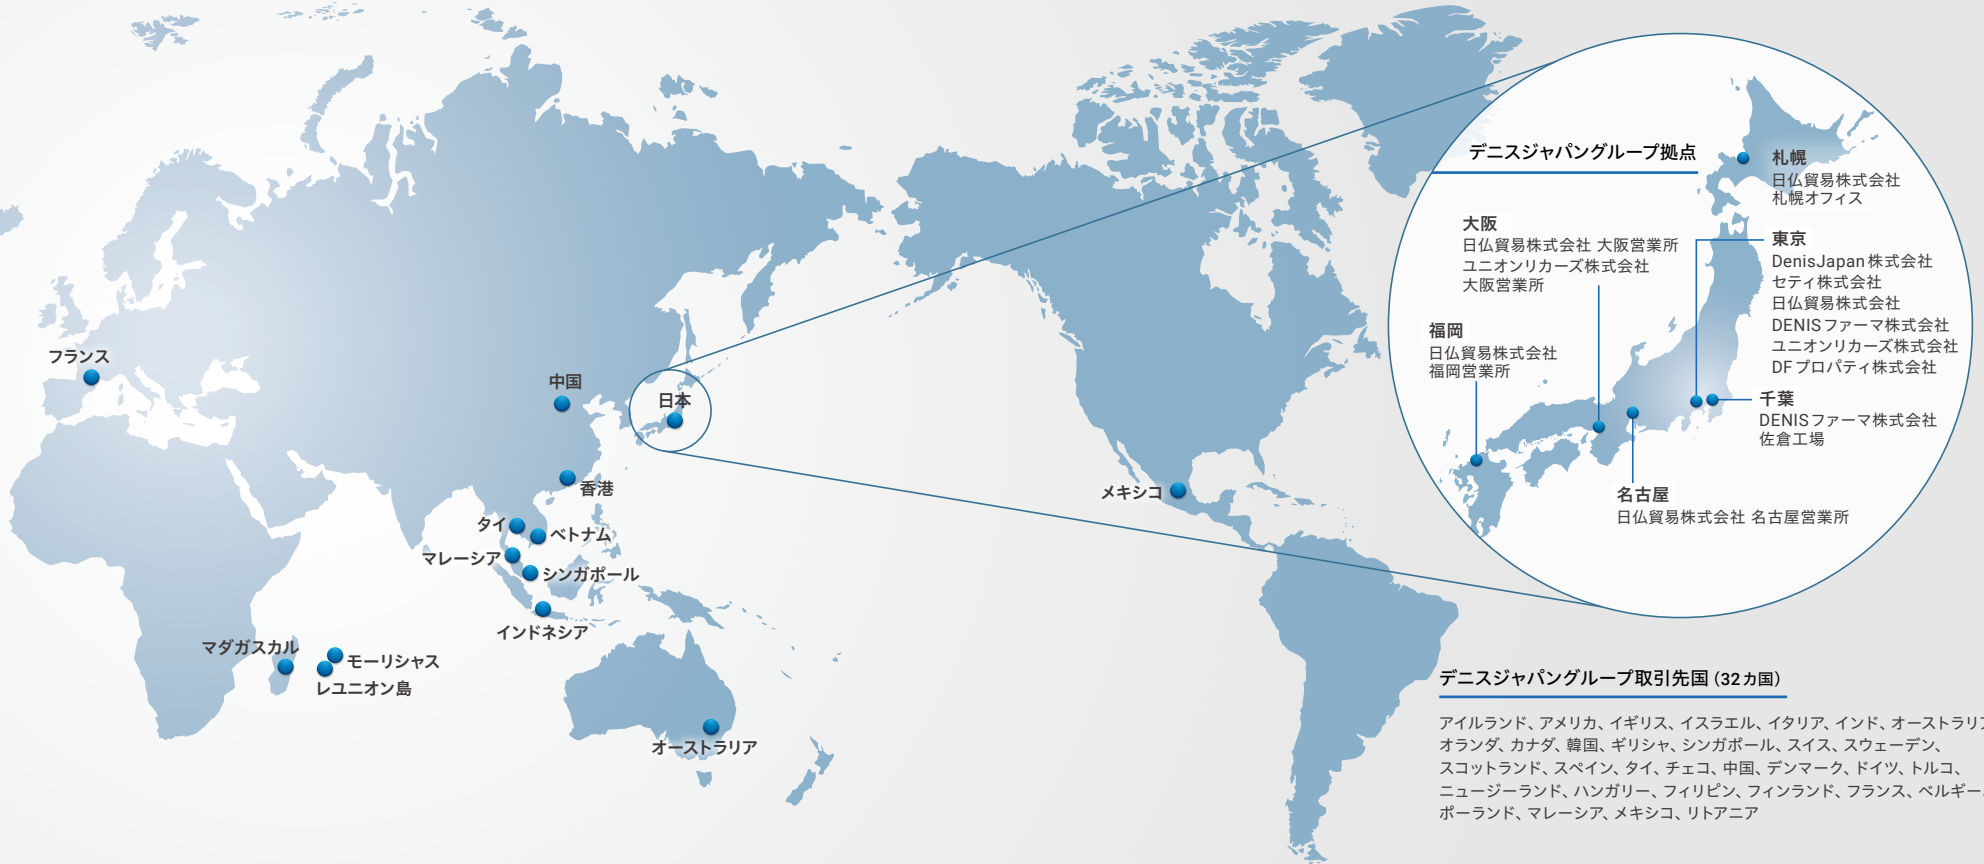 フランス
中国
日本
香港
タイ
ベトナム
マレーシア
シンガポール
インドネシア
マダガスカル
モーリシャス
レユニオン島
オーストラリア
メキシコ
デニスジャパングループ拠点
札幌
日仏貿易株式会社
札幌オフィス
大阪
日仏貿易株式会社 大阪営業所
ユニオンリカーズ株式会社
大阪営業所
東京
DenisJapan株式会社
セティ株式会社
日仏貿易株式会社
DENISファーマ株式会社
ユニオンリカーズ株式会社
DFプロパティ株式会社
福岡
日仏貿易株式会社
福岡営業所
千葉
DENISファーマ株式会社
佐倉工場
名古屋
日仏貿易株式会社 名古屋営業所
デニスジャパングループ取引先国（32カ国）
アイルランド、アメリカ、イギリス、イスラエル、イタリア、インド、オーストラリア
オランダ、カナダ、韓国、ギリシャ、シンガポール、スイス、スウェーデン、
スコットランド、スペイン、タイ、チェコ、中国、デンマーク、ドイツ、トルコ、
ニュージーランド、ハンガリー、フィリピン、フィンランド、フランス、ベルギー、
ポーランド、マレーシア、メキシコ、リトアニア